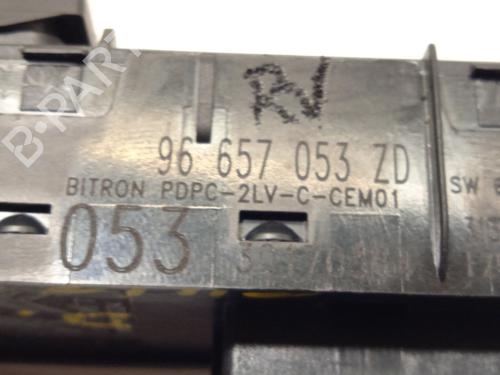 RV
96 657 053 ZD
BITRON PDPC-2LV-C-CEM01
SW
053
B-PARTS